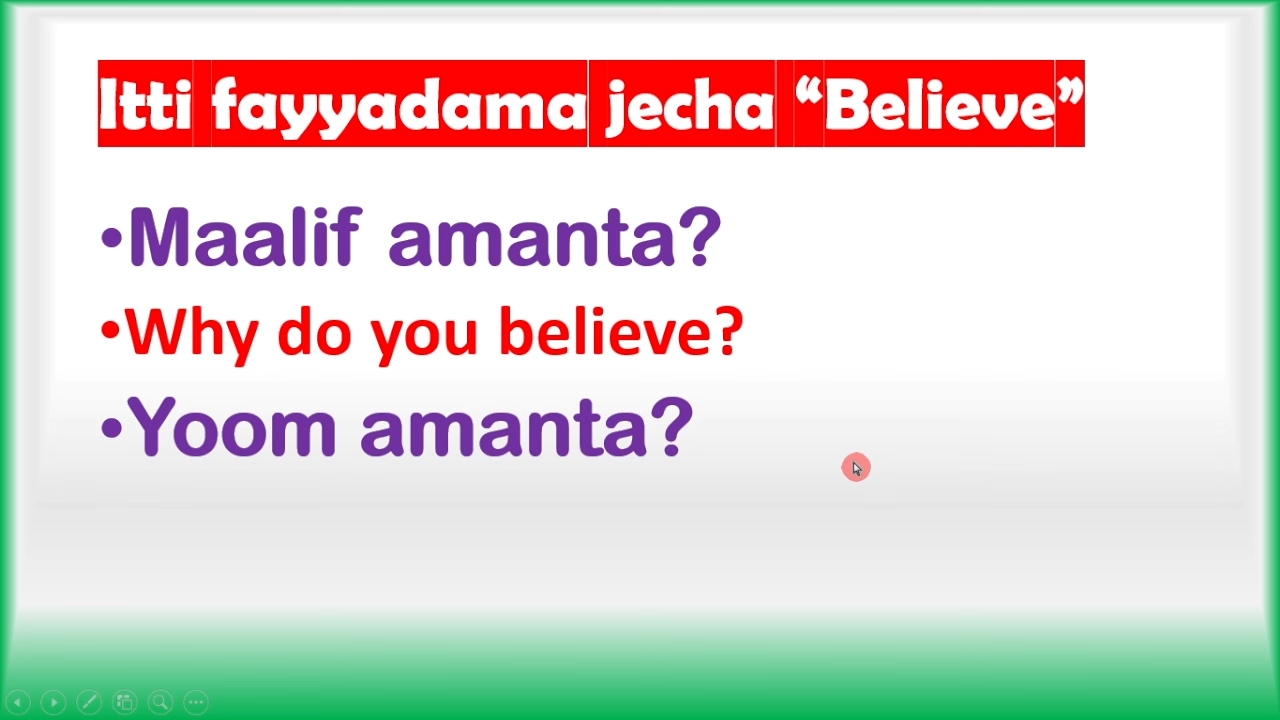 Itti fayyadama jecha “Believe”
•Maalif amanta?
•Why do you believe?
•Yoom amanta?